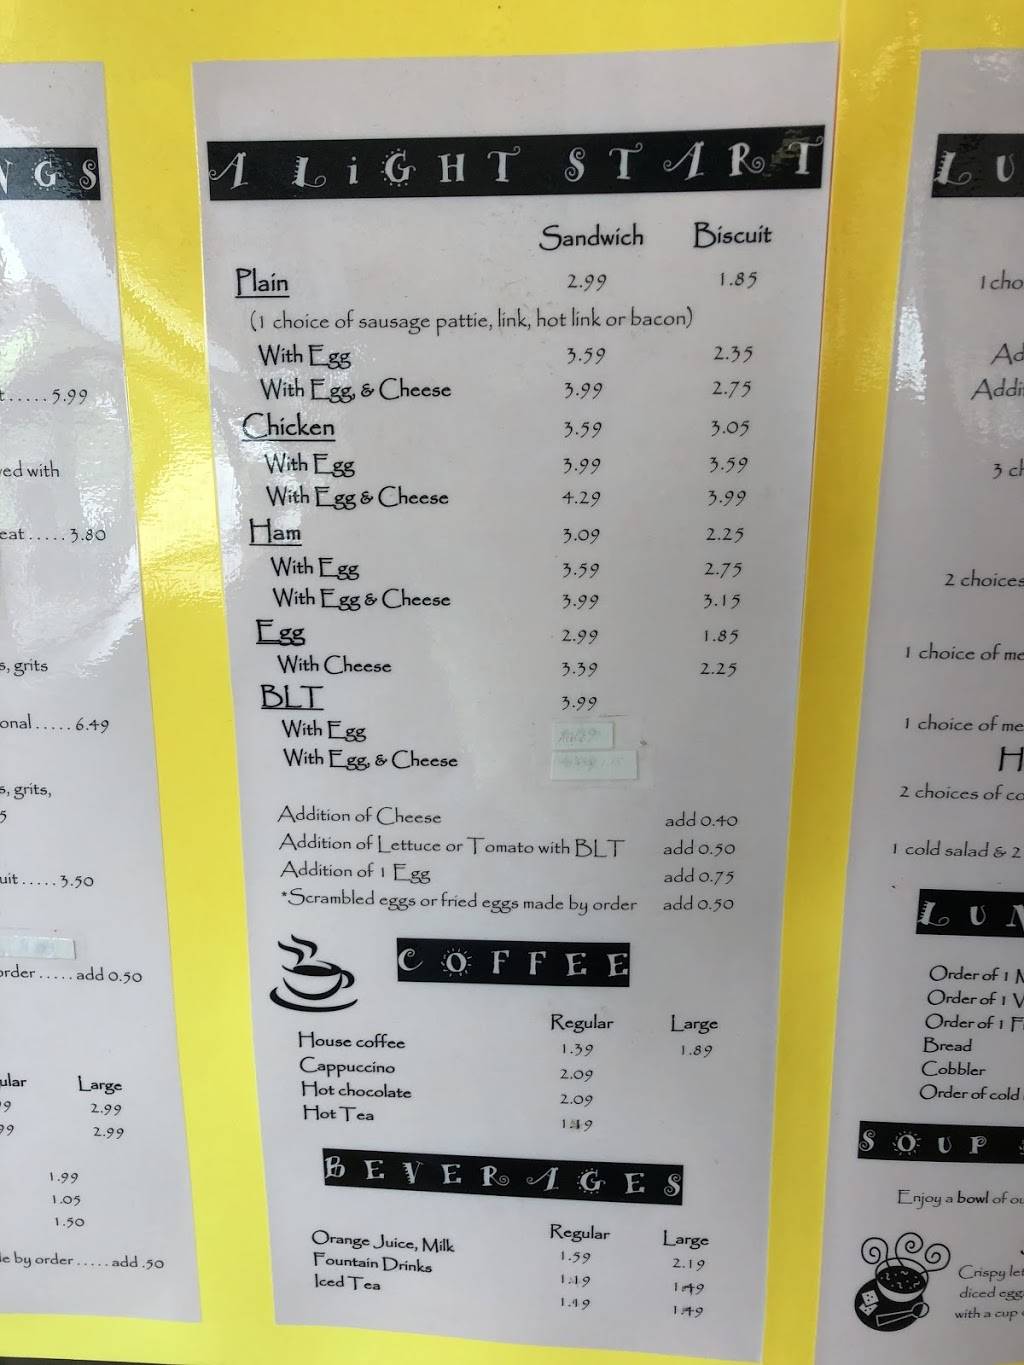 NGS
t.....5.99
ved with
eat.....3.80
s, grits
onal.....6.49
s, grits,
5
uit.....3.50
order.....add 0.50
ular Large
99 2.99
99 2.99
1.99
1.05
1.50
de by order.....add .50
A LiGHT START
Sandwich Biscuit
Plain 2.99 1.85
(1 choice of sausage pattie, link, hot link or bacon)
With Egg 3.59 2.35
With Egg, & Cheese 3.99 2.75
Chicken 3.59 3.05
With Egg 3.99 3.59
With Egg & Cheese 4.29 3.99
Ham 3.09 2.25
With Egg 3.59 2.75
With Egg & Cheese 3.99 3.15
Egg 2.99 1.85
With Cheese 3.39 2.25
BLT 3.99
With Egg
With Egg, & Cheese
Addition of Cheese add 0.40
Addition of Lettuce or Tomato with BLT add 0.50
Addition of 1 Egg add 0.75
*Scrambled eggs or fried eggs made by order add 0.50
COFFEE
Regular Large
House coffee 1.39 1.89
Cappuccino 2.09
Hot chocolate 2.09
Hot Tea
BEVERAGES
Regular Large
Orange Juice, Milk 1.59 2.19
Fountain Drinks
Iced Tea
LU
1 cho
Ad
Addi
3 ch
2 choices
1 choice of me
1 choice of me
H
2 choices of co
1 cold salad & 2
LUN
Order of 1 M
Order of 1 V
Order of 1 F
Bread
Cobbler
Order of cold
SOUP
Enjoy a bowl of ou
Crispy let
diced egg
with a cup